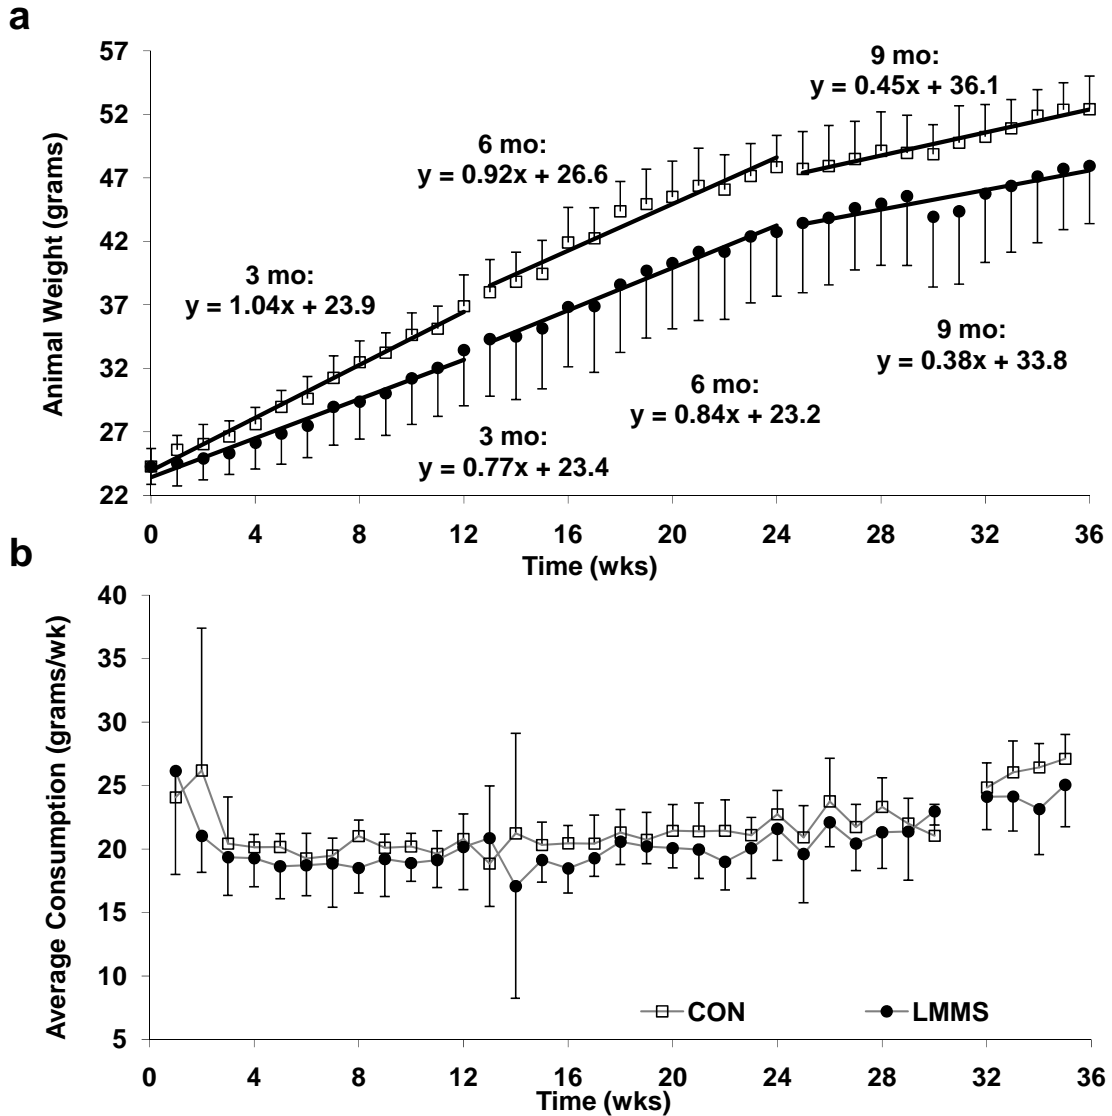 a
57
52
47
42
37
32
27
22
Animal Weight (grams)
9 mo:
y = 0.45x + 36.1
6 mo:
y = 0.92x + 26.6
3 mo:
y = 1.04x + 23.9
9 mo:
y = 0.38x + 33.8
6 mo:
y = 0.84x + 23.2
3 mo:
y = 0.77x + 23.4
0 4 8 12 16 20 24 28 32 36
Time (wks)
b
40
35
30
25
20
15
10
5
Average Consumption (grams/wk)
CON LMMS
0 4 8 12 16 20 24 28 32 36
Time (wks)